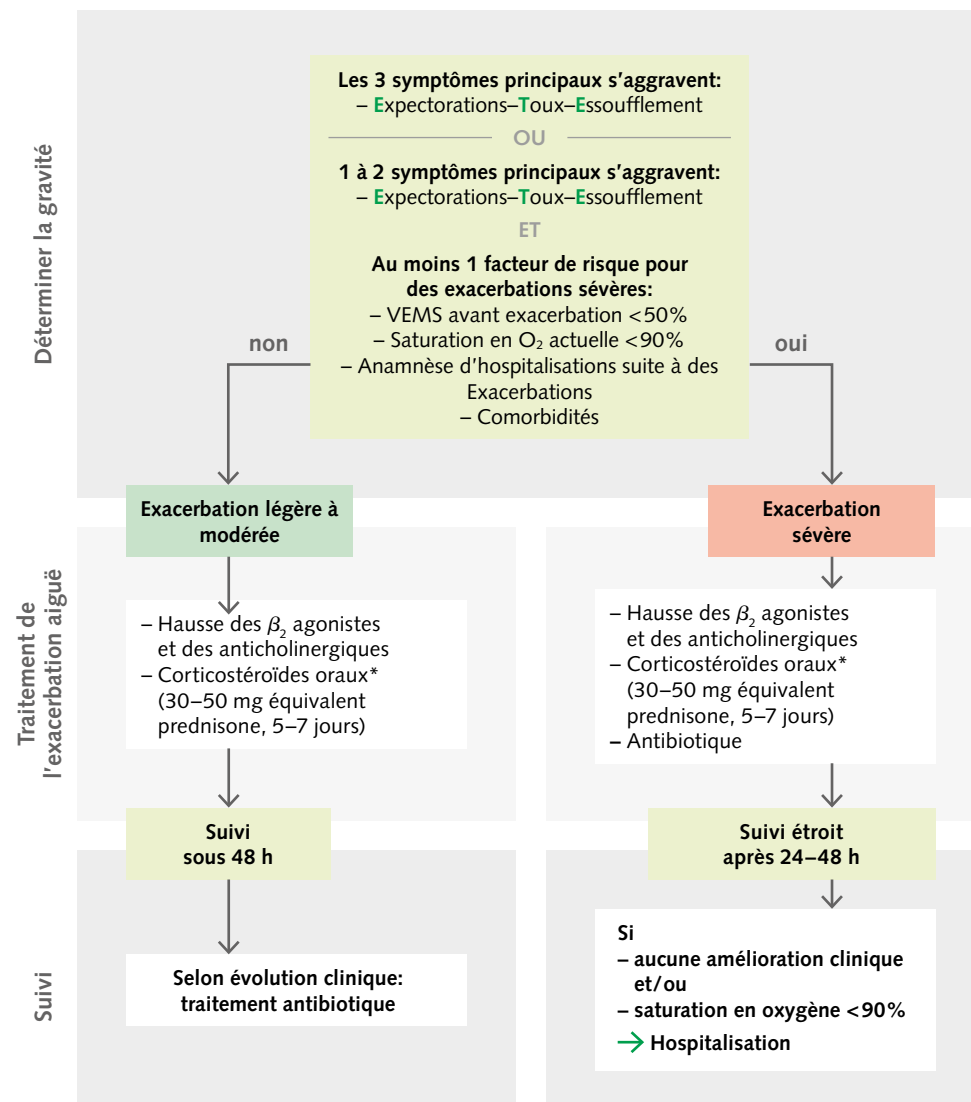 Déterminer la gravité
Les 3 symptômes principaux s'aggravent:
– Expectorations–Toux–Essoufflement
OU
1 à 2 symptômes principaux s'aggravent:
– Expectorations–Toux–Essoufflement
ET
Au moins 1 facteur de risque pour
des exacerbations sévères:
– VEMS avant exacerbation <50%
– Saturation en O₂ actuelle <90%
– Anamnèse d'hospitalisations suite à des
Exacerbations
– Comorbidités
non
oui
Exacerbation légère à
modérée
Exacerbation
sévère
Traitement de
l'exacerbation aiguë
– Hausse des β₂ agonistes
et des anticholinergiques
– Corticostéroïdes oraux*
(30–50 mg équivalent
prednisone, 5–7 jours)
– Hausse des β₂ agonistes
et des anticholinergiques
– Corticostéroïdes oraux*
(30–50 mg équivalent
prednisone, 5–7 jours)
– Antibiotique
Suivi
sous 48 h
Suivi étroit
après 24–48 h
Suivi
Selon évolution clinique:
traitement antibiotique
Si
– aucune amélioration clinique
et/ou
– saturation en oxygène <90%
→ Hospitalisation